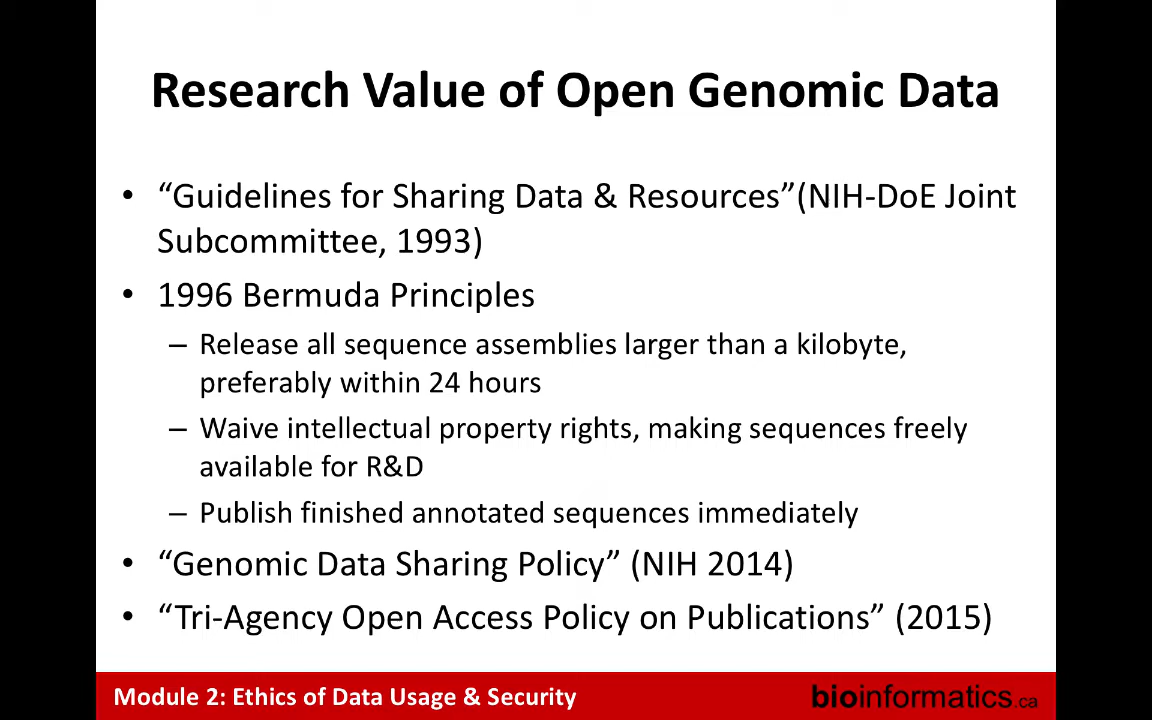 Research Value of Open Genomic Data
• “Guidelines for Sharing Data & Resources”(NIH-DoE Joint
Subcommittee, 1993)
• 1996 Bermuda Principles
– Release all sequence assemblies larger than a kilobyte,
preferably within 24 hours
– Waive intellectual property rights, making sequences freely
available for R&D
– Publish finished annotated sequences immediately
• “Genomic Data Sharing Policy” (NIH 2014)
• “Tri-Agency Open Access Policy on Publications” (2015)
Module 2: Ethics of Data Usage & Security
bioinformatics.ca